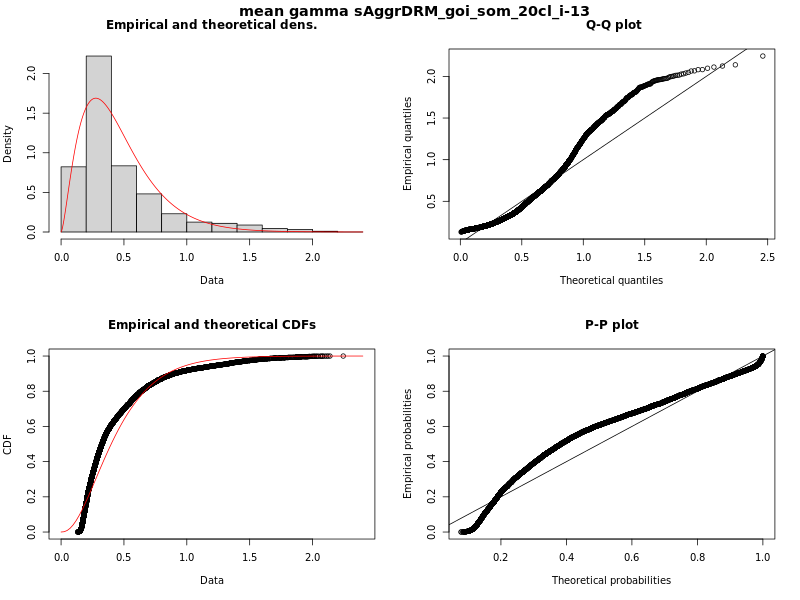 mean gamma sAggrDRM_goi_som_20cl_i-13
Empirical and theoretical dens.
Density
0.0 0.5 1.0 1.5 2.0
0.0 0.5 1.0 1.5 2.0
Data
Q-Q plot
Empirical quantiles
0.5 1.0 1.5 2.0
0.0 0.5 1.0 1.5 2.0 2.5
Theoretical quantiles
Empirical and theoretical CDFs
CDF
0.0 0.2 0.4 0.6 0.8 1.0
0.0 0.5 1.0 1.5 2.0
Data
P-P plot
Empirical probabilities
0.0 0.2 0.4 0.6 0.8 1.0
0.2 0.4 0.6 0.8 1.0
Theoretical probabilities